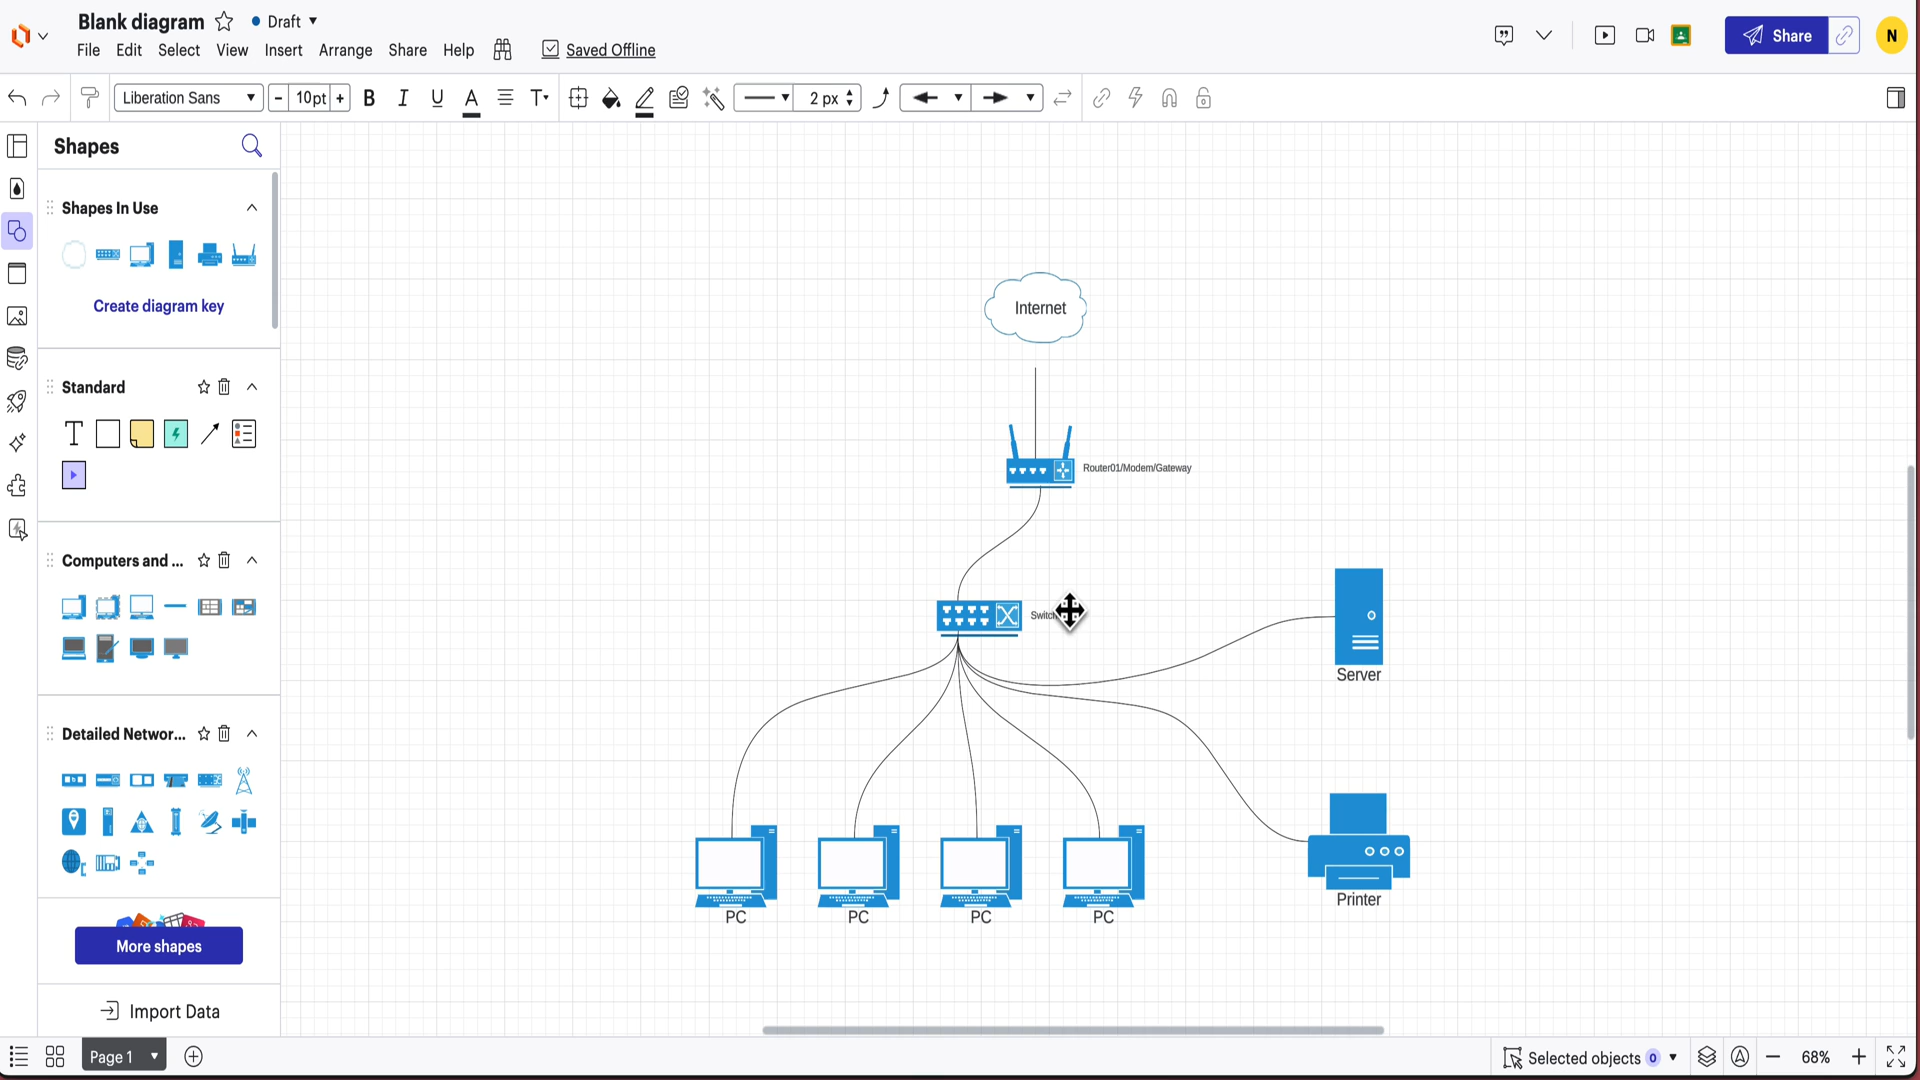 Blank diagram
Draft
File Edit Select View Insert Arrange Share Help
Saved Offline
Share
N
Liberation Sans
10pt
B I U A T
2 px
Shapes
Shapes In Use
Create diagram key
Standard
T
Computers and ...
Detailed Networ...
More shapes
Import Data
Internet
Router01/Modem/Gateway
Server
PC
PC
PC
PC
Printer
Page 1
Selected objects 0
68%